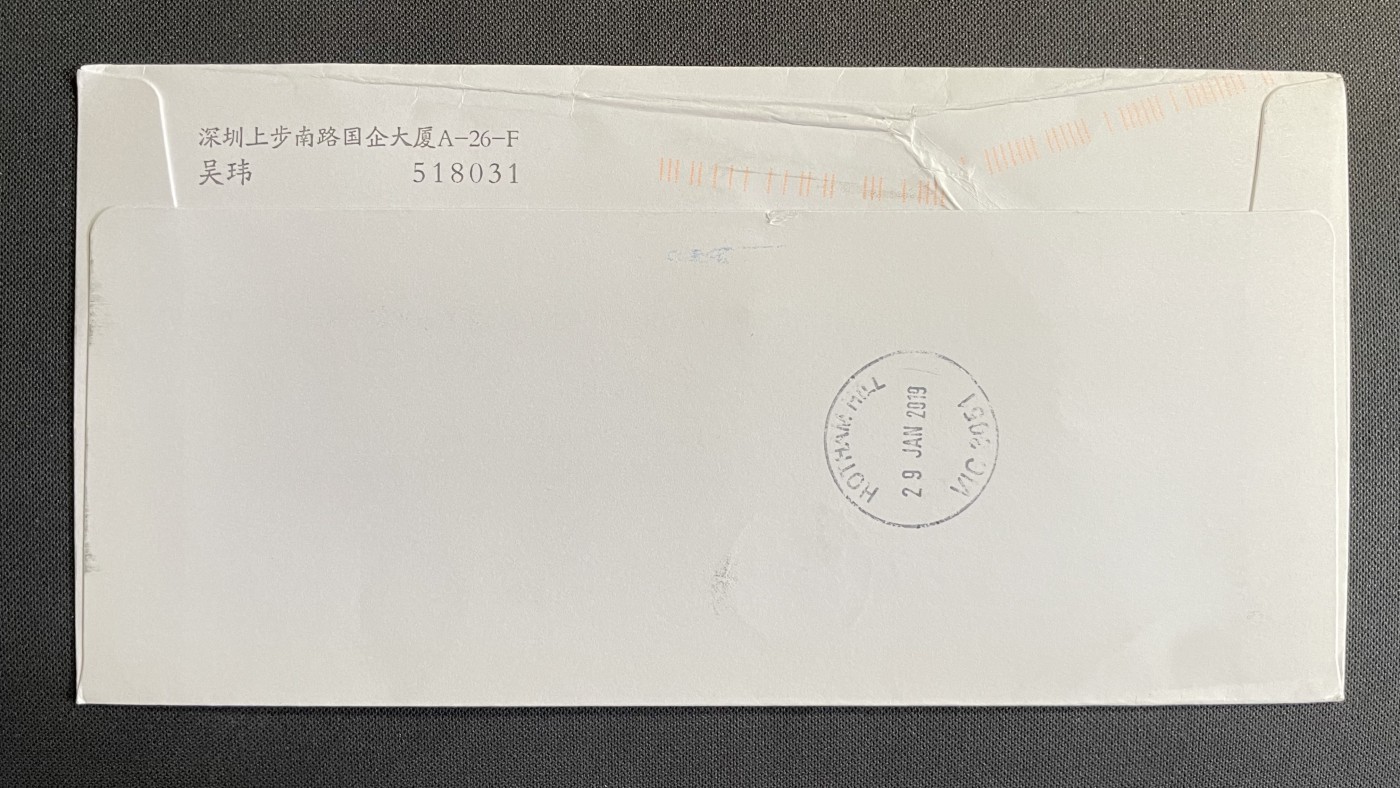 深圳上步南路国企大厦A-26-F
吴玮 518031
HOTHAM HILL
29 JAN 2019
VIC 3051